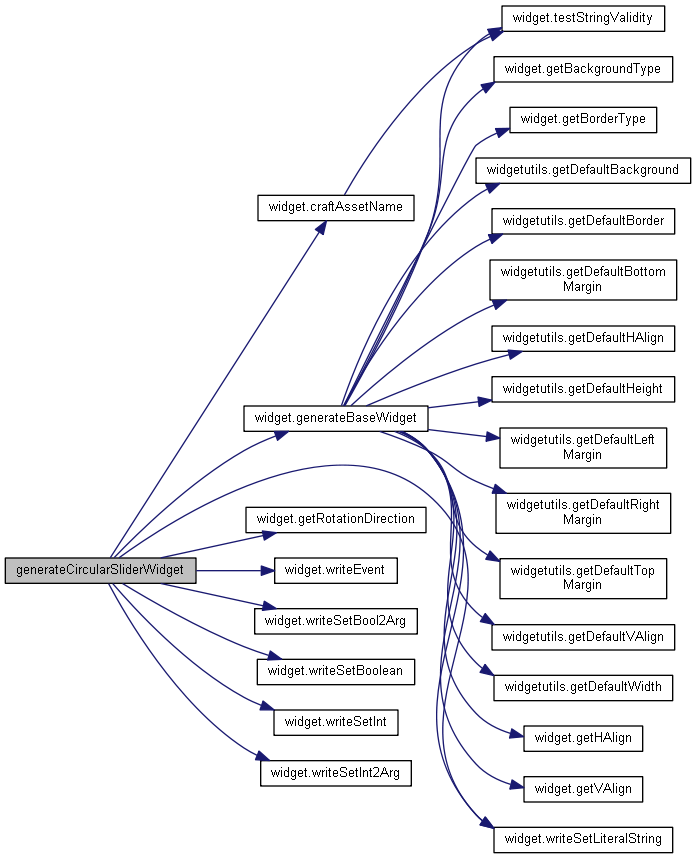 widget.testStringValidity
widget.getBackgroundType
widget.getBorderType
widgetutils.getDefaultBackground
widget.craftAssetName
widgetutils.getDefaultBorder
widgetutils.getDefaultBottom
Margin
widgetutils.getDefaultHAlign
widgetutils.getDefaultHeight
widget.generateBaseWidget
widgetutils.getDefaultLeft
Margin
widgetutils.getDefaultRight
Margin
widget.getRotationDirection
generateCircularSliderWidget
widget.writeEvent
widgetutils.getDefaultTop
Margin
widget.writeSetBool2Arg
widgetutils.getDefaultVAlign
widget.writeSetBoolean
widgetutils.getDefaultWidth
widget.writeSetInt
widget.getHAlign
widget.writeSetInt2Arg
widget.getVAlign
widget.writeSetLiteralString